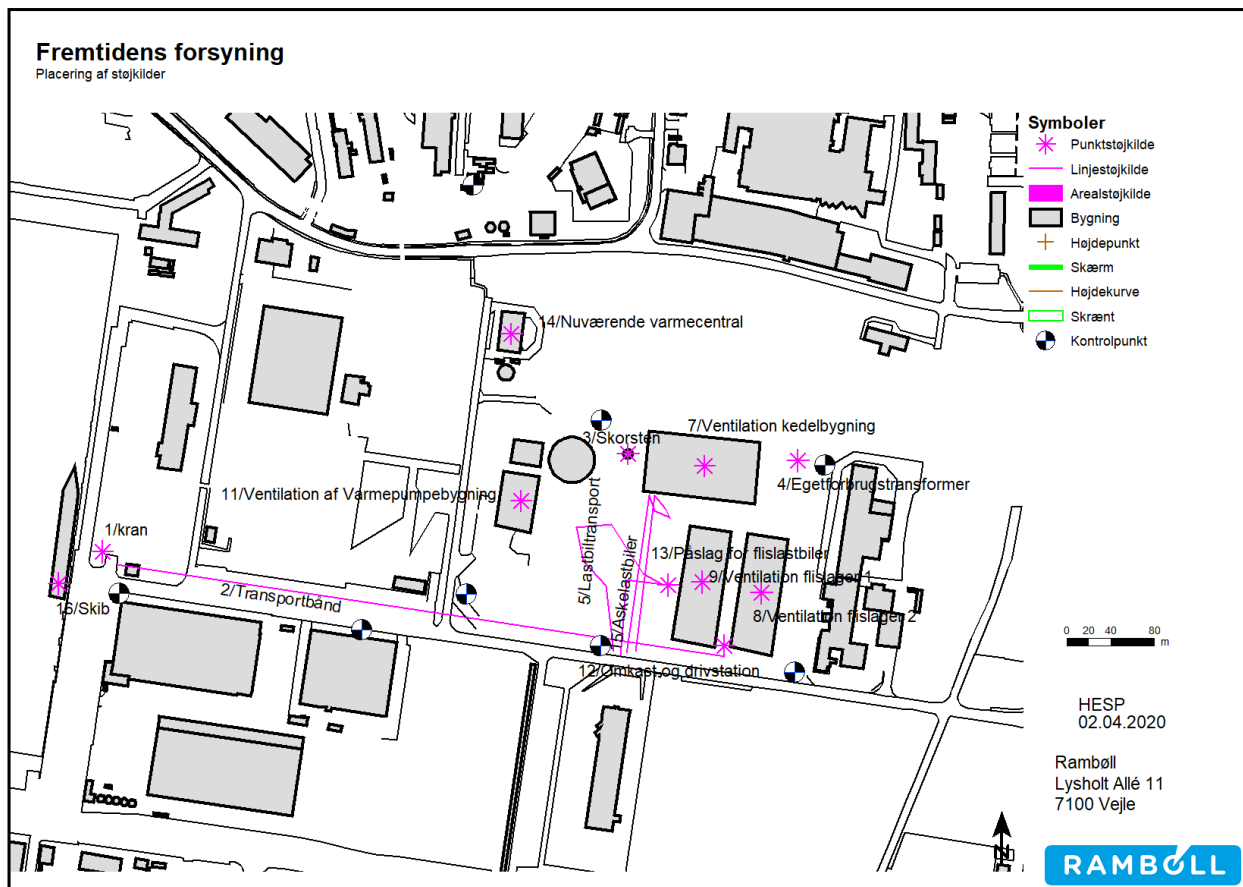 Fremtidens forsyning
Placering af støjkilder
Symboler
Punktstøjkilde
Linjestøjkilde
Arealstøjkilde
Bygning
Højdepunkt
Skærm
Højdekurve
Skrænt
Kontrolpunkt
14/Nuværende varmecentral
3/Skorsten
7/Ventilation kedelbygning
4/Egetforbrugstransformer
11/Ventilation af Varmepumpebygning
1/kran
5/Lastbiltransport
15/Askelastbiler
13/Påslag for flislastbiler
9/Ventilation flislager 1
8/Ventilation flislager 2
2/Transportbånd
16/Skib
12/Omkast og drivstation
0 20 40 80
m
HESP
02.04.2020
Rambøll
Lysholt Allé 11
7100 Vejle
N
RAMBOLL